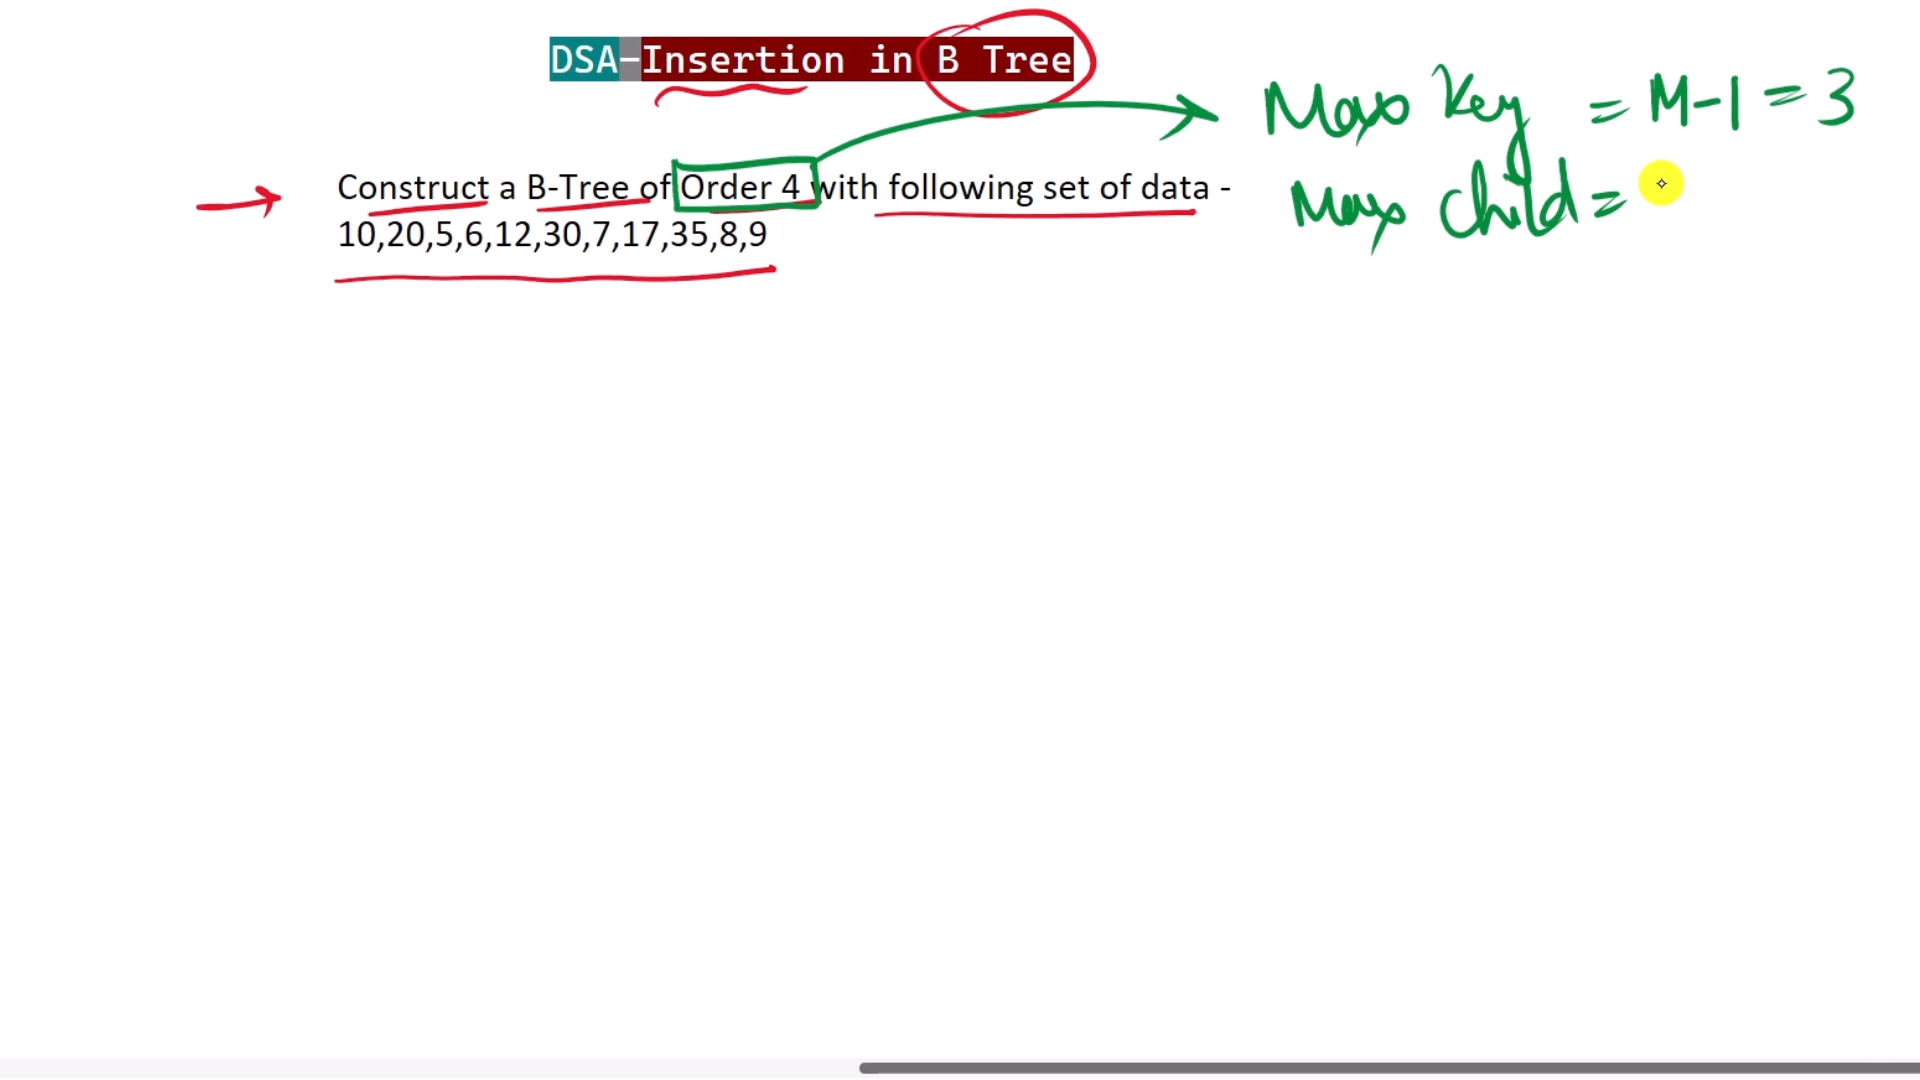 DSA-Insertion in B Tree
Max Key = M-1 = 3
Construct a B-Tree of Order 4 with following set of data -
Max child =
10,20,5,6,12,30,7,17,35,8,9